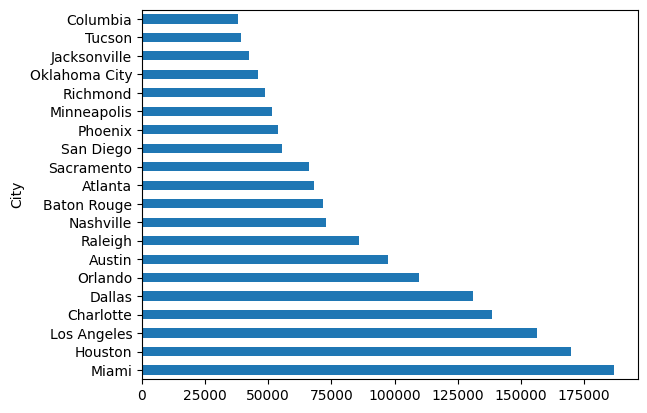 Columbia
Tucson
Jacksonville
Oklahoma City
Richmond
Minneapolis
Phoenix
San Diego
Sacramento
Atlanta
Baton Rouge
Nashville
Raleigh
Austin
Orlando
Dallas
Charlotte
Los Angeles
Houston
Miami
City
0 25000 50000 75000 100000 125000 150000 175000